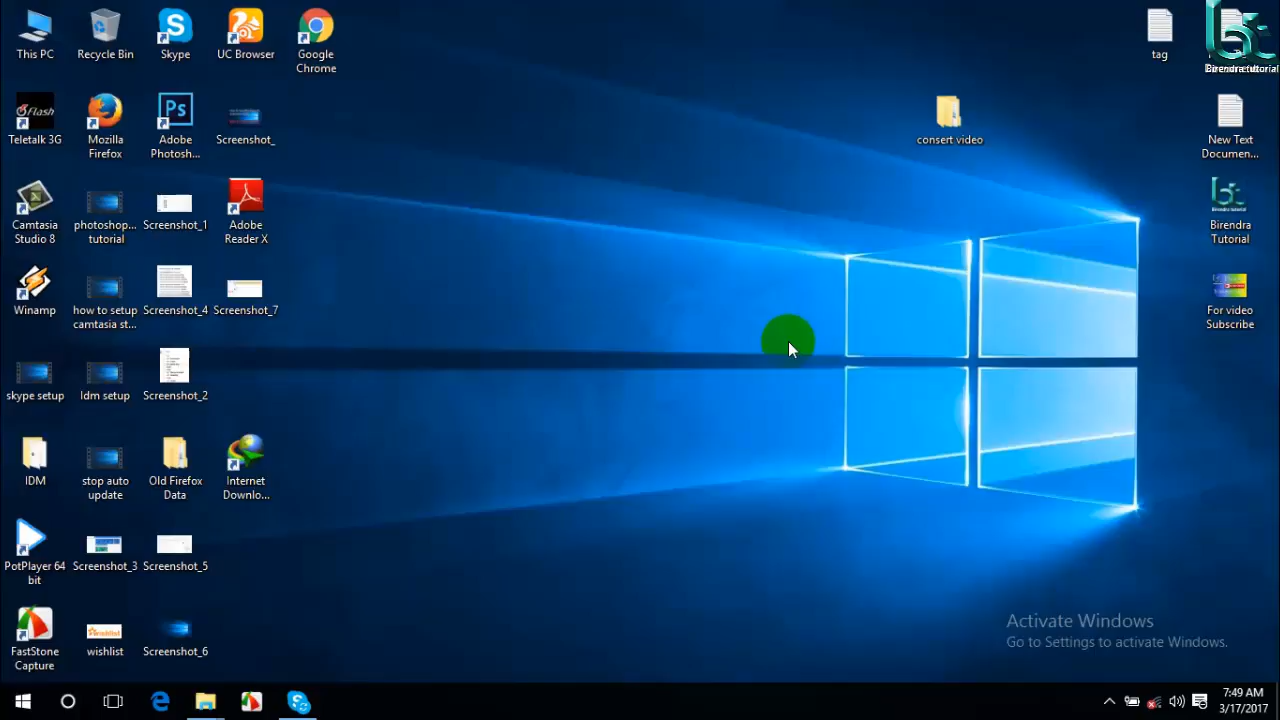 This PC
Recycle Bin
Skype
UC Browser
Google
Chrome
tag
Birendra tutorial
Flash
Teletalk 3G
Mozilla
Firefox
Ps
Adobe
Photosh...
Screenshot_
consert video
New Text
Documen...
Camtasia
Studio 8
photoshop...
tutorial
Screenshot_1
Adobe
Reader X
Birendra
Tutorial
Winamp
how to setup
camtasia st...
Screenshot_4
Screenshot_7
For video
Subscribe
skype setup
Idm setup
Screenshot_2
IDM
stop auto
update
Old Firefox
Data
Internet
Downlo...
PotPlayer 64
bit
Screenshot_3
Screenshot_5
FastStone
Capture
wishlist
wishlist
Screenshot_6
Activate Windows
Go to Settings to activate Windows.
7:49 AM
3/17/2017